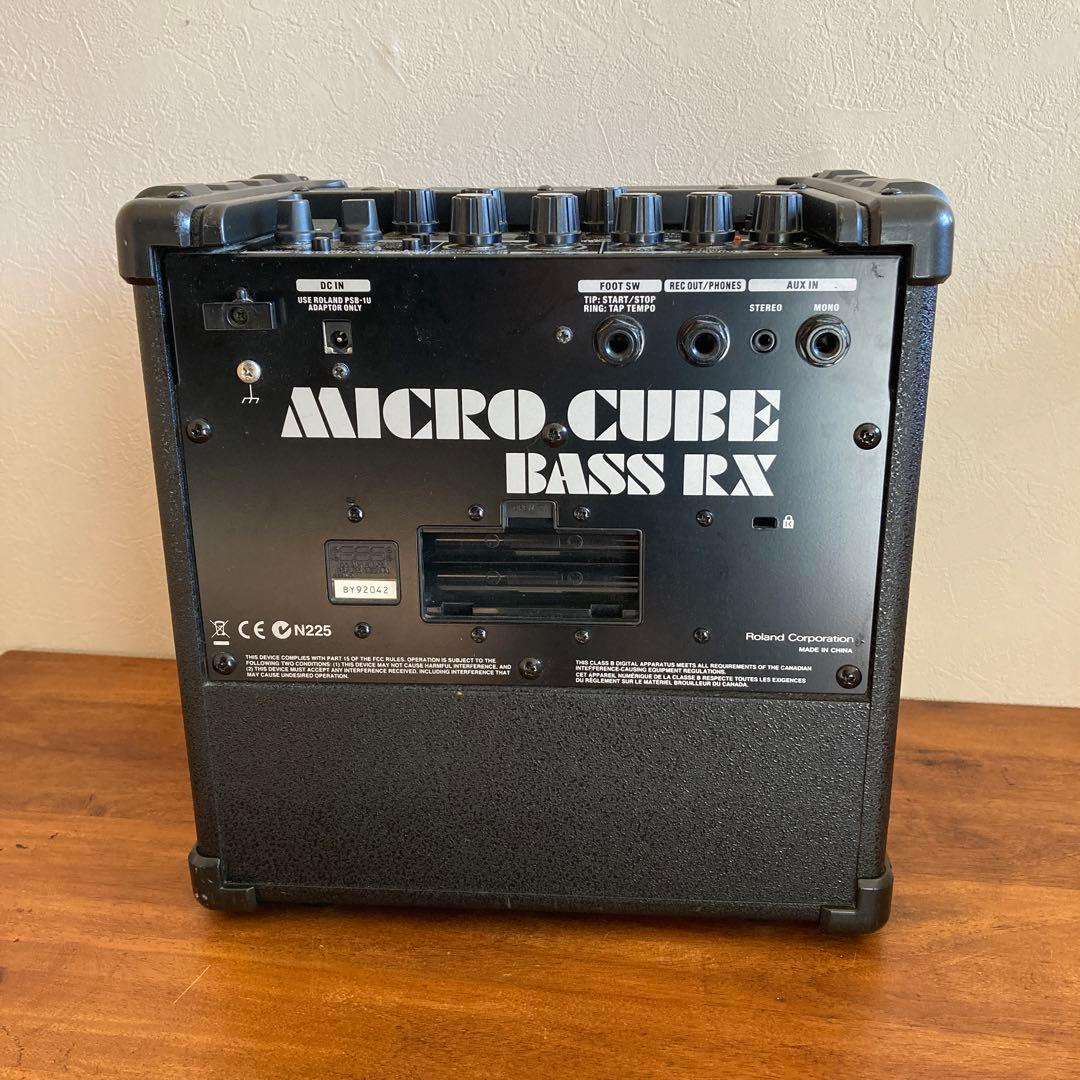 DC IN
USE ROLAND PSB-1U
ADAPTOR ONLY
FOOT SW
TIP: START/STOP
RING: TAP TEMPO
REC OUT/PHONES
AUX IN
STEREO
MONO
MICRO CUBE
BASS RX
OPEN
K
BY92042
CE N225
Roland Corporation
MADE IN CHINA
THIS DEVICE COMPLIES WITH PART 15 OF THE FCC RULES. OPERATION IS SUBJECT TO THE
FOLLOWING TWO CONDITIONS: (1) THIS DEVICE MAY NOT CAUSE HARMFUL INTERFERENCE, AND
(2) THIS DEVICE MUST ACCEPT ANY INTERFERENCE RECEIVED, INCLUDING INTERFERENCE THAT
MAY CAUSE UNDESIRED OPERATION.
THIS CLASS B DIGITAL APPARATUS MEETS ALL REQUIREMENTS OF THE CANADIAN
INTEFFERENCE-CAUSING EQUIPMENT REGULATIONS.
CET APPAREIL NUMÉRIQUE DE LA CLASSE B RESPECTE TOUTES LES EXIGENCES
DU RÈGLEMENT SUR LE MATERIEL BROUILLEUR DU CANADA.